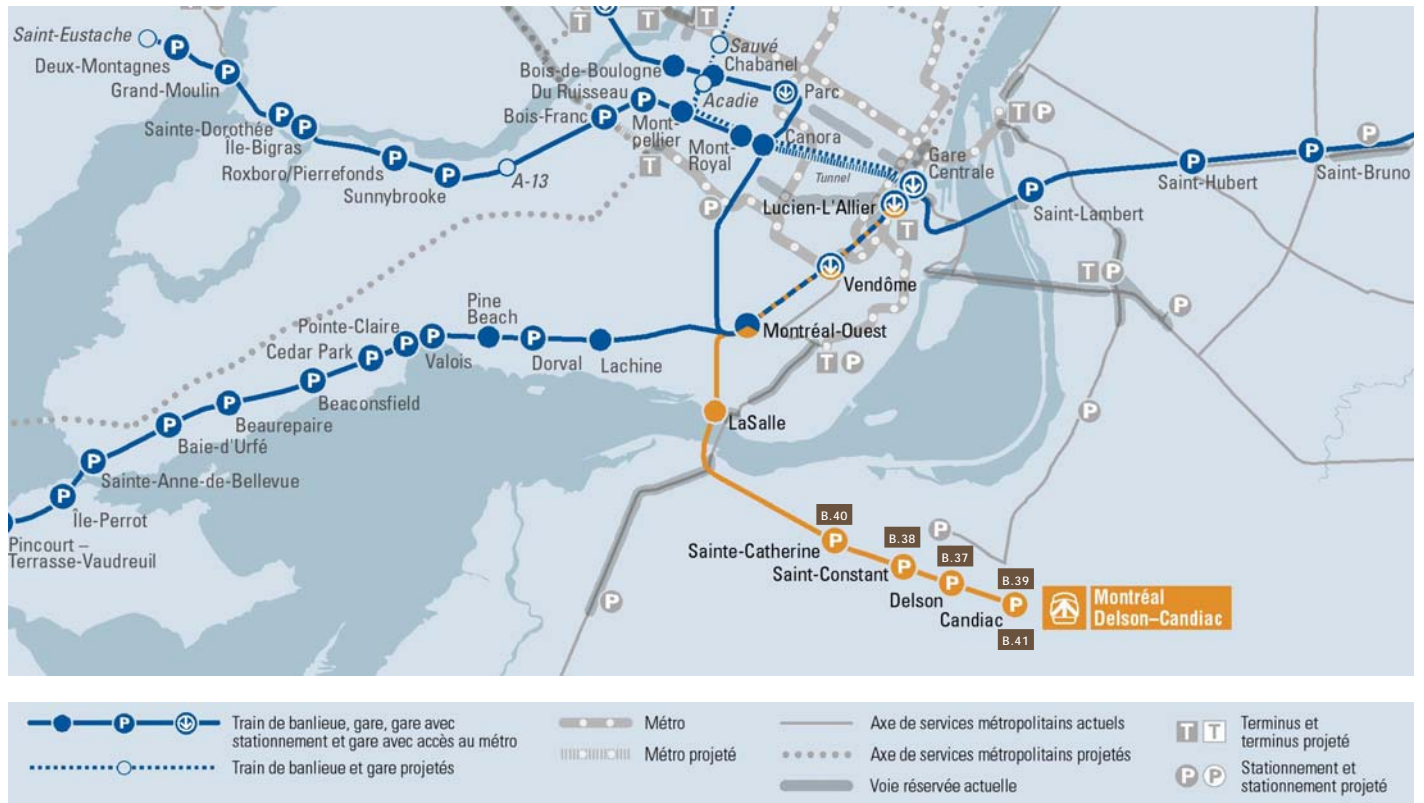 Saint-Eustache
Deux-Montagnes
Grand-Moulin
Sainte-Dorothée
Île-Bigras
Roxboro/Pierrefonds
Sunnybrooke
A-13
Bois-Franc
Du Ruisseau
Bois-de-Boulogne
Mont-
pellier
Mont-
Royal
Sauvé
Chabanel
Acadie
Parc
Canora
Tunnel
Gare
Centrale
Lucien-L'Allier
Saint-Lambert
Saint-Hubert
Saint-Bruno
Vendôme
Montréal-Ouest
Pine
Beach
Pointe-Claire
Cedar Park
Valois
Dorval
Lachine
Beaconsfield
Beaurepaire
Baie-d'Urfé
Sainte-Anne-de-Bellevue
Île-Perrot
Pincourt –
Terrasse-Vaudreuil
LaSalle
B.40
Sainte-Catherine
B.38
Saint-Constant
B.37
Delson
B.39
Candiac
B.41
Montréal
Delson–Candiac
T
T
T
T P
P
T
P
T
T P
P
T P
P
P
P
P
Train de banlieue, gare, gare avec
stationnement et gare avec accès au métro
Train de banlieue et gare projetés
Métro
Métro projeté
Axe de services métropolitains actuels
Axe de services métropolitains projetés
Voie réservée actuelle
T T Terminus et
terminus projeté
P P Stationnement et
stationnement projeté